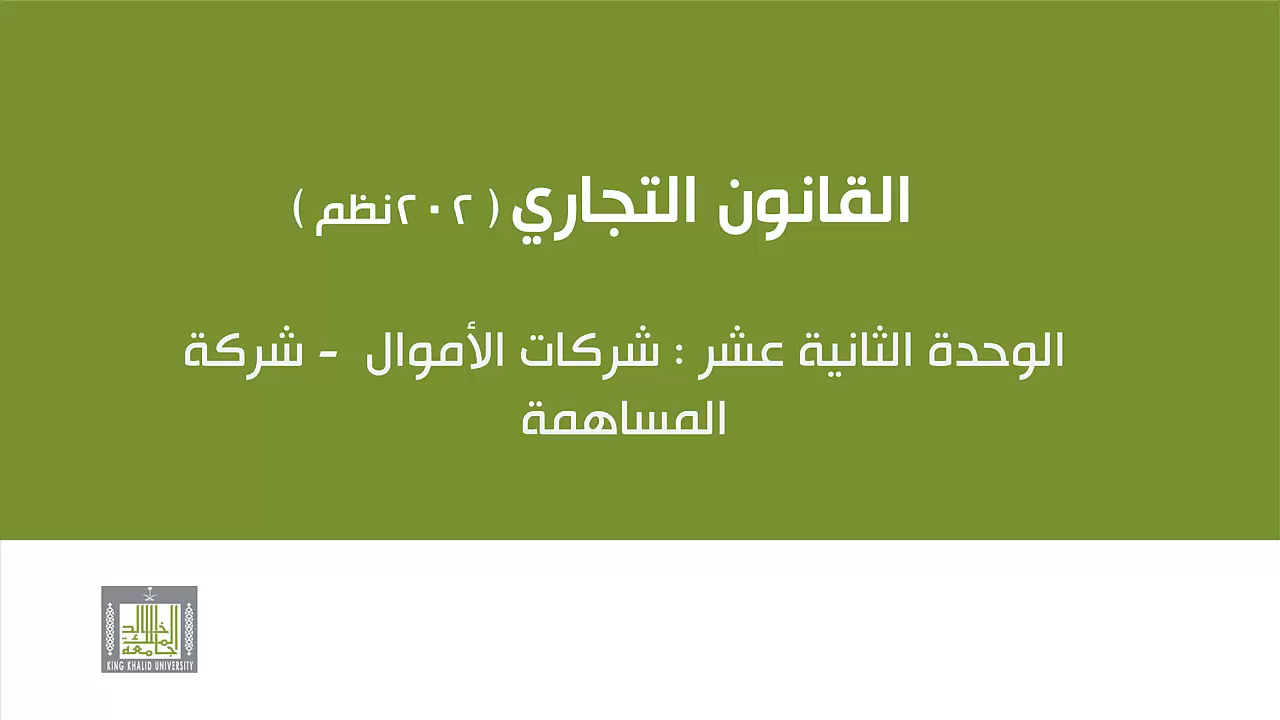 القانون التجاري ( ٢٠٢نظم )
الوحدة الثانية عشر : شركات الأموال - شركة
المساهمة
جامعة الملك خالد
KING KHALID UNIVERSITY